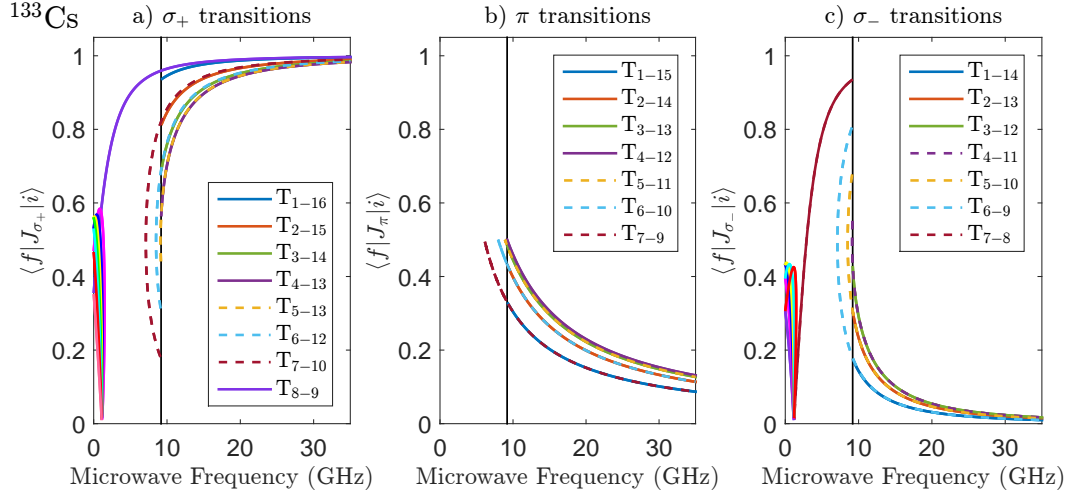 ¹³³Cs
a) σ₊ transitions
1
0.8
0.6
0.4
0.2
0
⟨f|J_σ₊|i⟩
T₁₋₁₆
T₂₋₁₅
T₃₋₁₄
T₄₋₁₃
T₅₋₁₃
T₆₋₁₂
T₇₋₁₀
T₈₋₉
0 10 20 30
Microwave Frequency (GHz)
b) π transitions
1
0.8
0.6
0.4
0.2
0
⟨f|J_π|i⟩
T₁₋₁₅
T₂₋₁₄
T₃₋₁₃
T₄₋₁₂
T₅₋₁₁
T₆₋₁₀
T₇₋₉
0 10 20 30
Microwave Frequency (GHz)
c) σ₋ transitions
1
0.8
0.6
0.4
0.2
0
⟨f|J_σ₋|i⟩
T₁₋₁₄
T₂₋₁₃
T₃₋₁₂
T₄₋₁₁
T₅₋₁₀
T₆₋₉
T₇₋₈
0 10 20 30
Microwave Frequency (GHz)